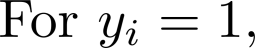 For $y_i = 1$,